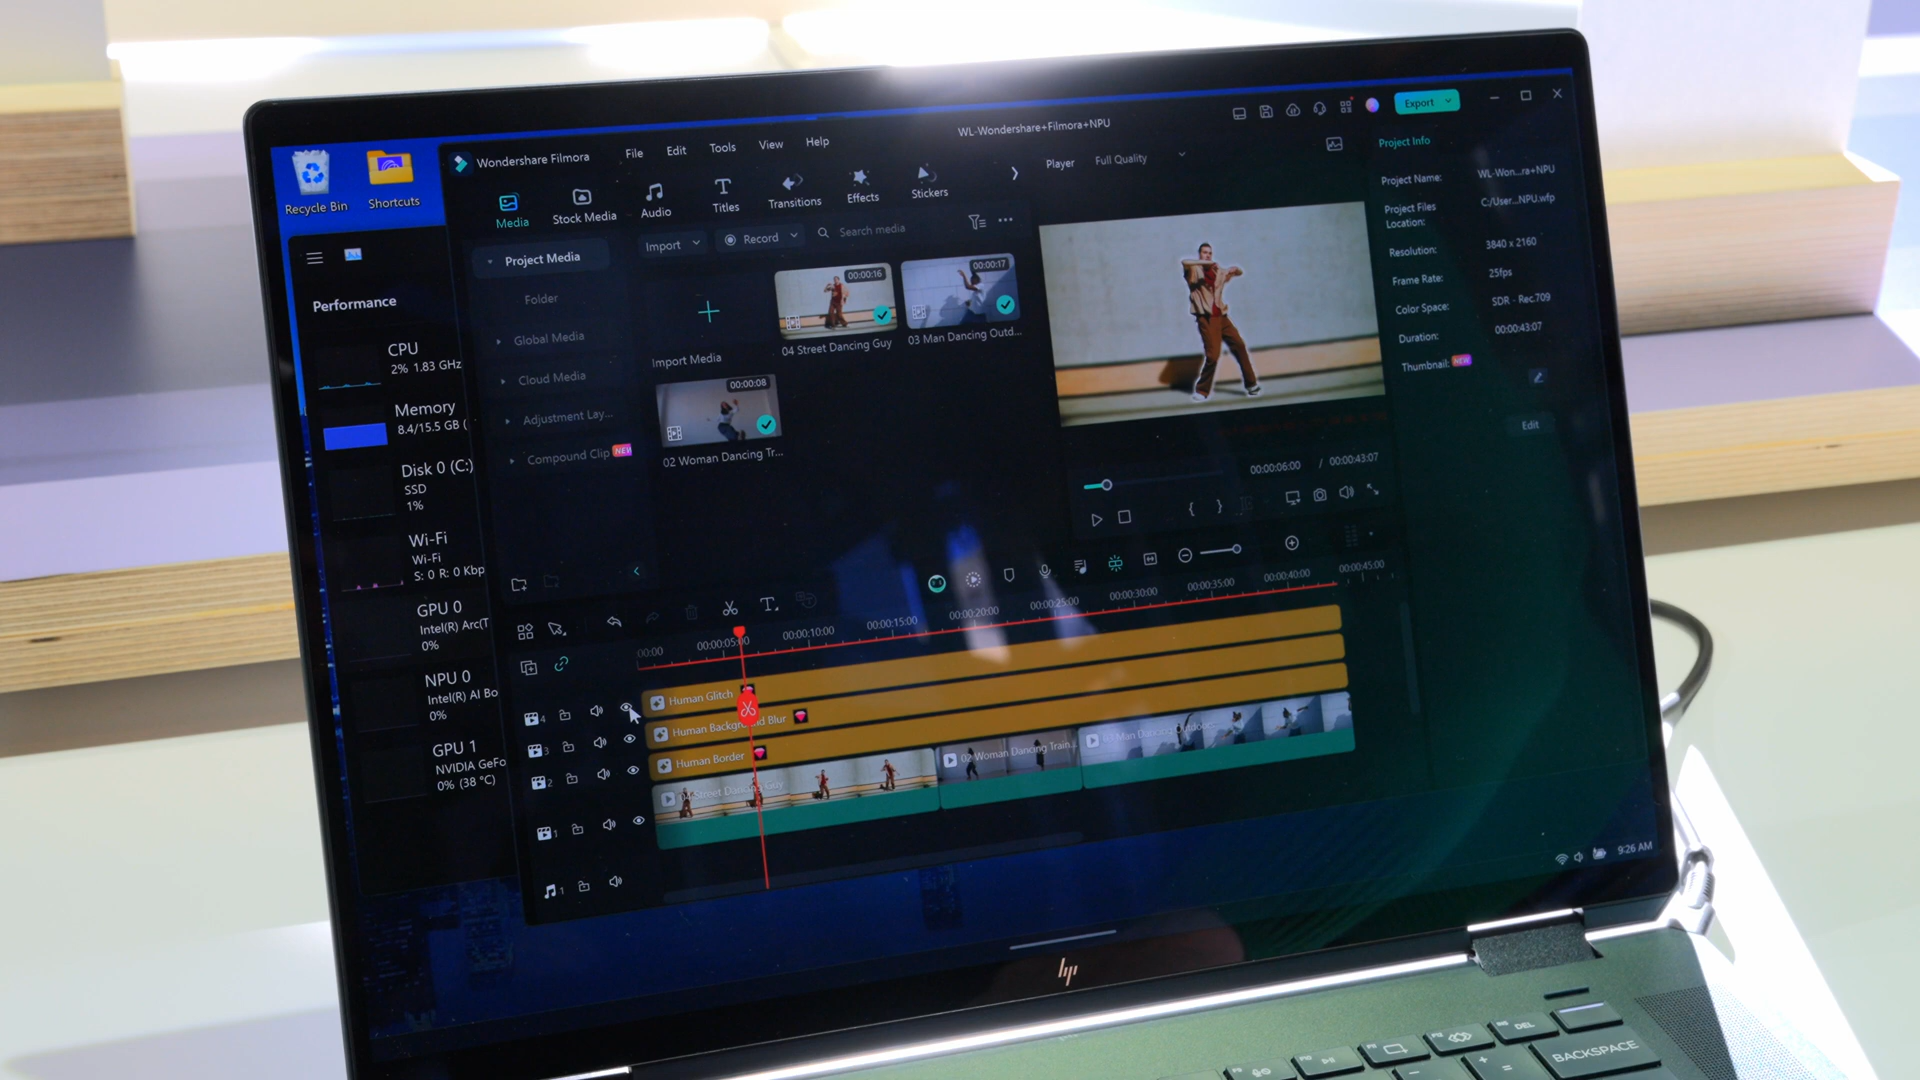 Recycle Bin
Shortcuts
Performance
CPU
2% 1.83 GHz
Memory
8.4/15.5 GB (
Disk 0 (C:)
SSD
1%
Wi-Fi
Wi-Fi
S: 0 R: 0 Kbp
GPU 0
Intel(R) Arc(T
0%
NPU 0
Intel(R) AI Bo
0%
GPU 1
NVIDIA GeFo
0% (38 °C)
Wondershare Filmora
File Edit Tools View Help
WL-Wondershare+Filmora+NPU
Export
Media
Stock Media
Audio
Titles
Transitions
Effects
Stickers
Project Media
Folder
Global Media
Cloud Media
Adjustment Lay...
Compound Clip NEW
Import
Record
Search media
Import Media
00:00:16
04 Street Dancing Guy
00:00:17
03 Man Dancing Outd...
00:00:08
02 Woman Dancing Tr...
Player Full Quality
00:00:06:00 / 00:00:43:07
Project Info
Project Name: WL-Won...ra+NPU
Project Files Location: C:/User...NPU.wfp
Resolution: 3840 x 2160
Frame Rate: 25fps
Color Space: SDR - Rec.709
Duration: 00:00:43:07
Thumbnail: NEW
Edit
:00:00 00:00:05:00 00:00:10:00 00:00:15:00 00:00:20:00 00:00:25:00 00:00:30:00 00:00:35:00 00:00:40:00 00:00:45:00
4
Human Glitch
3
Human Background Blur
2
Human Border
1
04 Street Dancing Guy
02 Woman Dancing Train...
03 Man Dancing Outdoor
1
9:26 AM
hp
DEL
BACKSPACE